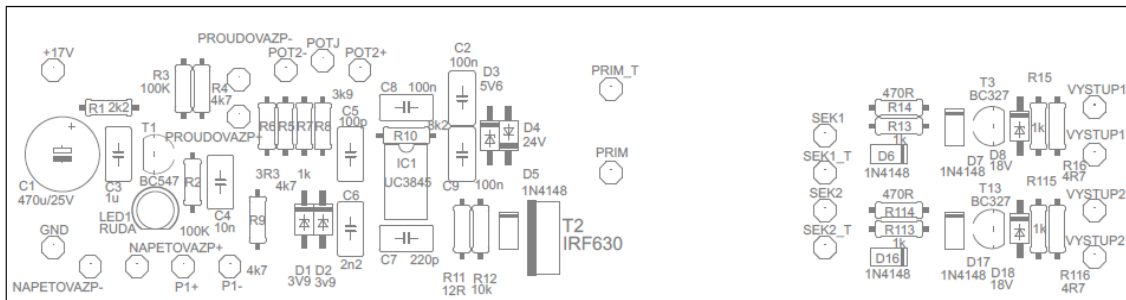 PROUDOVAZP-
+17V
POT2-
POTJ
POT2+
C2
100n
R3
100K
R4
4k7
C8
100n
D3
5V6
PRIM_T
3k9
R1
2k2
C5
100p
470R
R14
T3
BC327
R15
VYSTUP1
T1
PROUDOVAZP+
R6
R5
R7
R8
R10
8k2
D4
24V
SEK1
R13
1k
1k
VYSTUP1
IC1
UC3845
PRIM
SEK1_T
D6
1N4148
D7
1N4148
D8
18V
R16
4R7
C1
470u/25V
C3
1u
BC547
R2
3R3
4k7
1k
C9
100n
D5
1N4148
SEK2
470R
T13
BC327
R115
VYSTUP2
LED1
RUDA
100K
C4
10n
R9
C6
T2
IRF630
R114
R113
1k
1k
GND
NAPETOVAZP+
SEK2_T
D16
1N4148
D17
1N4148
D18
18V
VYSTUP2
R116
4R7
NAPETOVAZP-
P1+
P1-
4k7
D1
3V9
D2
3v9
2n2
C7
220p
R11
12R
R12
10k